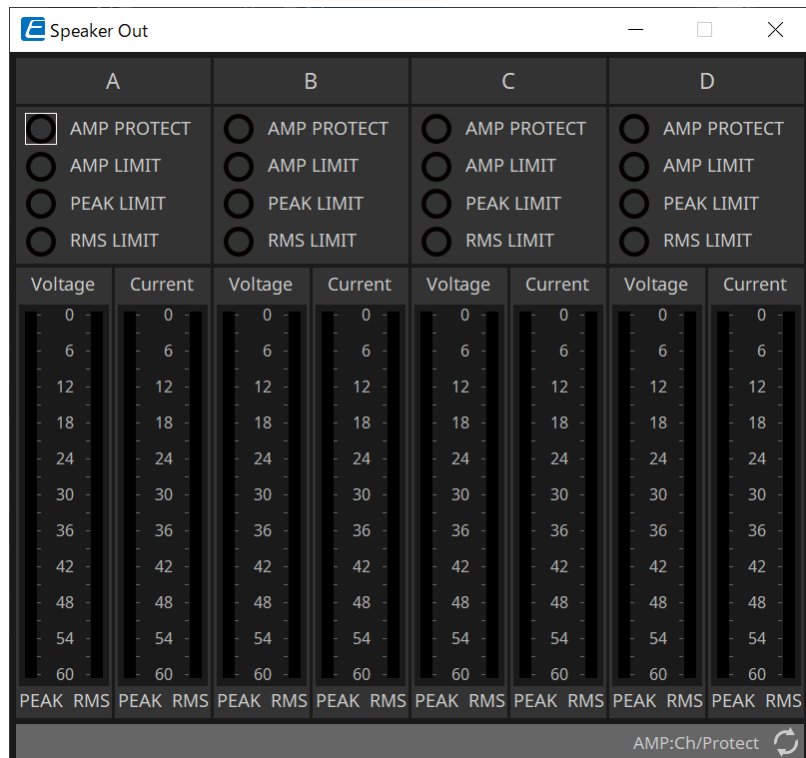 Speaker Out
A B C D
AMP PROTECT AMP PROTECT AMP PROTECT AMP PROTECT
AMP LIMIT AMP LIMIT AMP LIMIT AMP LIMIT
PEAK LIMIT PEAK LIMIT PEAK LIMIT PEAK LIMIT
RMS LIMIT RMS LIMIT RMS LIMIT RMS LIMIT
Voltage Current Voltage Current Voltage Current Voltage Current
0 0 0 0 0 0 0 0
6 6 6 6 6 6 6 6
12 12 12 12 12 12 12 12
18 18 18 18 18 18 18 18
24 24 24 24 24 24 24 24
30 30 30 30 30 30 30 30
36 36 36 36 36 36 36 36
42 42 42 42 42 42 42 42
48 48 48 48 48 48 48 48
54 54 54 54 54 54 54 54
60 60 60 60 60 60 60 60
PEAK RMS PEAK RMS PEAK RMS PEAK RMS PEAK RMS PEAK RMS PEAK RMS PEAK RMS
AMP:Ch/Protect